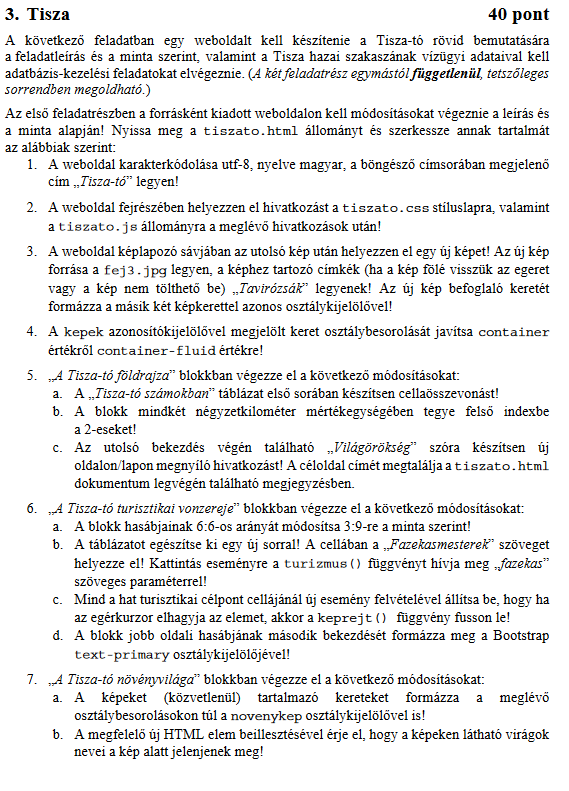 3. Tisza 40 pont
A következő feladatban egy weboldalt kell készítenie a Tisza-tó rövid bemutatására
a feladatleírás és a minta szerint, valamint a Tisza hazai szakaszának vízügyi adataival kell
adatbázis-kezelési feladatokat elvégeznie. (A két feladatrész egymástól függetlenül, tetszőleges
sorrendben megoldható.)
Az első feladatrészben a forrásként kiadott weboldalon kell módosításokat végeznie a leírás és
a minta alapján! Nyissa meg a tiszato.html állományt és szerkessze annak tartalmát
az alábbiak szerint:
1. A weboldal karakterkódolása utf-8, nyelve magyar, a böngésző címsorában megjelenő
cím „Tisza-tó” legyen!
2. A weboldal fejrészében helyezzen el hivatkozást a tiszato.css stíluslapra, valamint
a tiszato.js állományra a meglévő hivatkozások után!
3. A weboldal képlapozó sávjában az utolsó kép után helyezzen el egy új képet! Az új kép
forrása a fej3.jpg legyen, a képhez tartozó címkék (ha a kép fölé visszük az egeret
vagy a kép nem tölthető be) „Tavirózsák” legyenek! Az új kép befoglaló keretét
formázza a másik két képkerettel azonos osztálykijelölővel!
4. A kepek azonosítókijelölővel megjelölt keret osztálybesorolását javítsa container
értékről container-fluid értékre!
5. „A Tisza-tó földrajza” blokkban végezze el a következő módosításokat:
a. A „Tisza-tó számokban” táblázat első sorában készítsen cellaösszevonást!
b. A blokk mindkét négyzetkilométer mértékegységében tegye felső indexbe
a 2-eseket!
c. Az utolsó bekezdés végén található „Világörökség” szóra készítsen új
oldalon/lapon megnyíló hivatkozást! A céloldal címét megtalálja a tiszato.html
dokumentum legvégén található megjegyzésben.
6. „A Tisza-tó turisztikai vonzereje” blokkban végezze el a következő módosításokat:
a. A blokk hasábjainak 6:6-os arányát módosítsa 3:9-re a minta szerint!
b. A táblázatot egészítse ki egy új sorral! A cellában a „Fazekasmesterek” szöveget
helyezze el! Kattintás eseményre a turizmus() függvényt hívja meg „fazekas”
szöveges paraméterrel!
c. Mind a hat turisztikai célpont cellájánál új esemény felvételével állítsa be, hogy ha
az egérkurzor elhagyja az elemet, akkor a keprejt() függvény fusson le!
d. A blokk jobb oldali hasábjának második bekezdését formázza meg a Bootstrap
text-primary osztálykijelölőjével!
7. „A Tisza-tó növényvilága” blokkban végezze el a következő módosításokat:
a. A képeket (közvetlenül) tartalmazó kereteket formázza a meglévő
osztálybesorolásokon túl a novenykep osztálykijelölővel is!
b. A megfelelő új HTML elem beillesztésével érje el, hogy a képeken látható virágok
nevei a kép alatt jelenjenek meg!